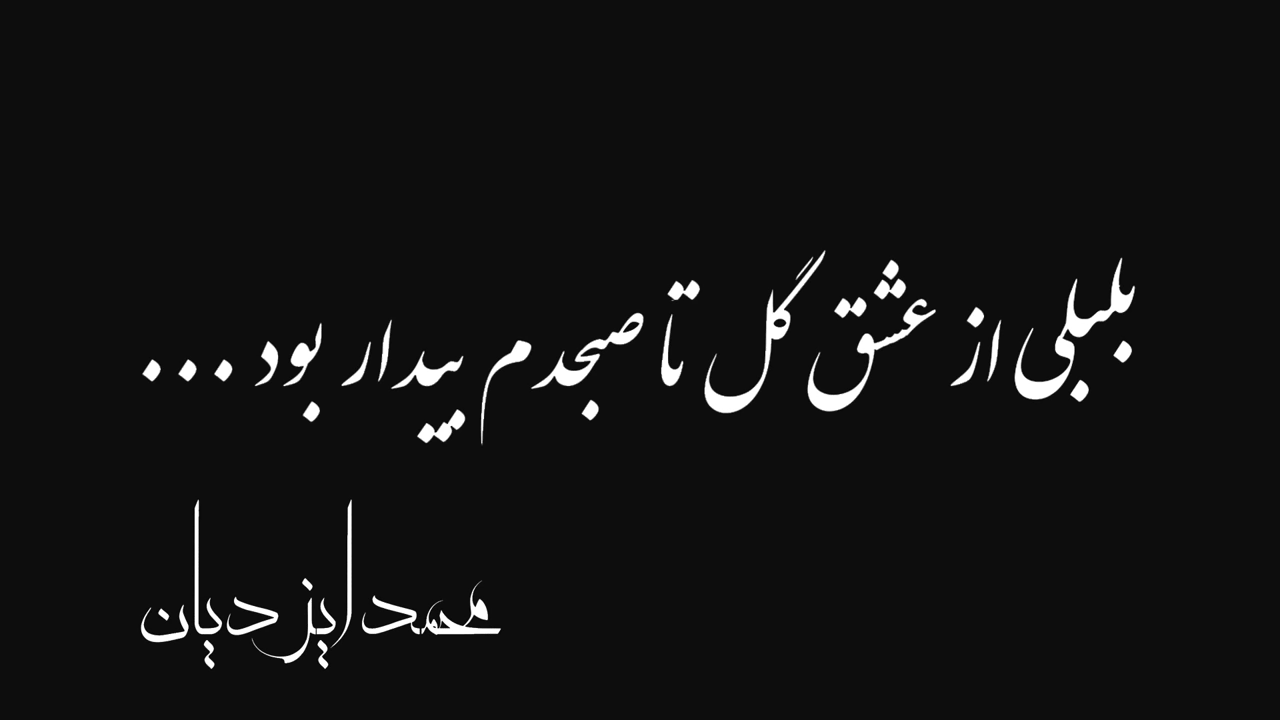 بلبلی از عشق گل تا صبحدم بیدار بود ...
محمد ایزدیان